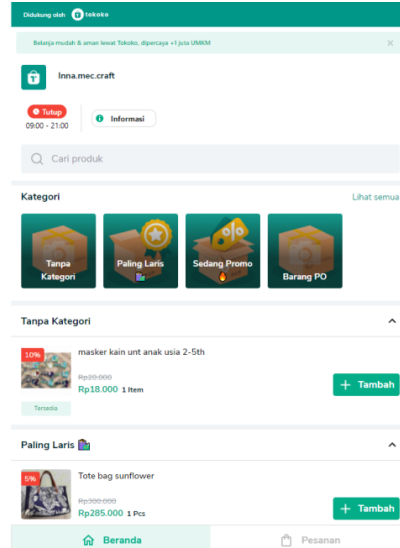 Didukung oleh tokoko
Belanja mudah & aman lewat Tokoko, dipercaya +1 juta UMKM
Inna.mec.craft
Tutup
09:00 - 21:00
Informasi
Cari produk
Kategori
Lihat semua
Tanpa Kategori
Paling Laris
Sedang Promo
Barang PO
Tanpa Kategori
10%
masker kain unt anak usia 2-5th
Rp20.000
Rp18.000 1 Item
Tambah
Tersedia
Paling Laris
5%
Tote bag sunflower
Rp300.000
Rp285.000 1 Pcs
Tambah
Beranda
Pesanan